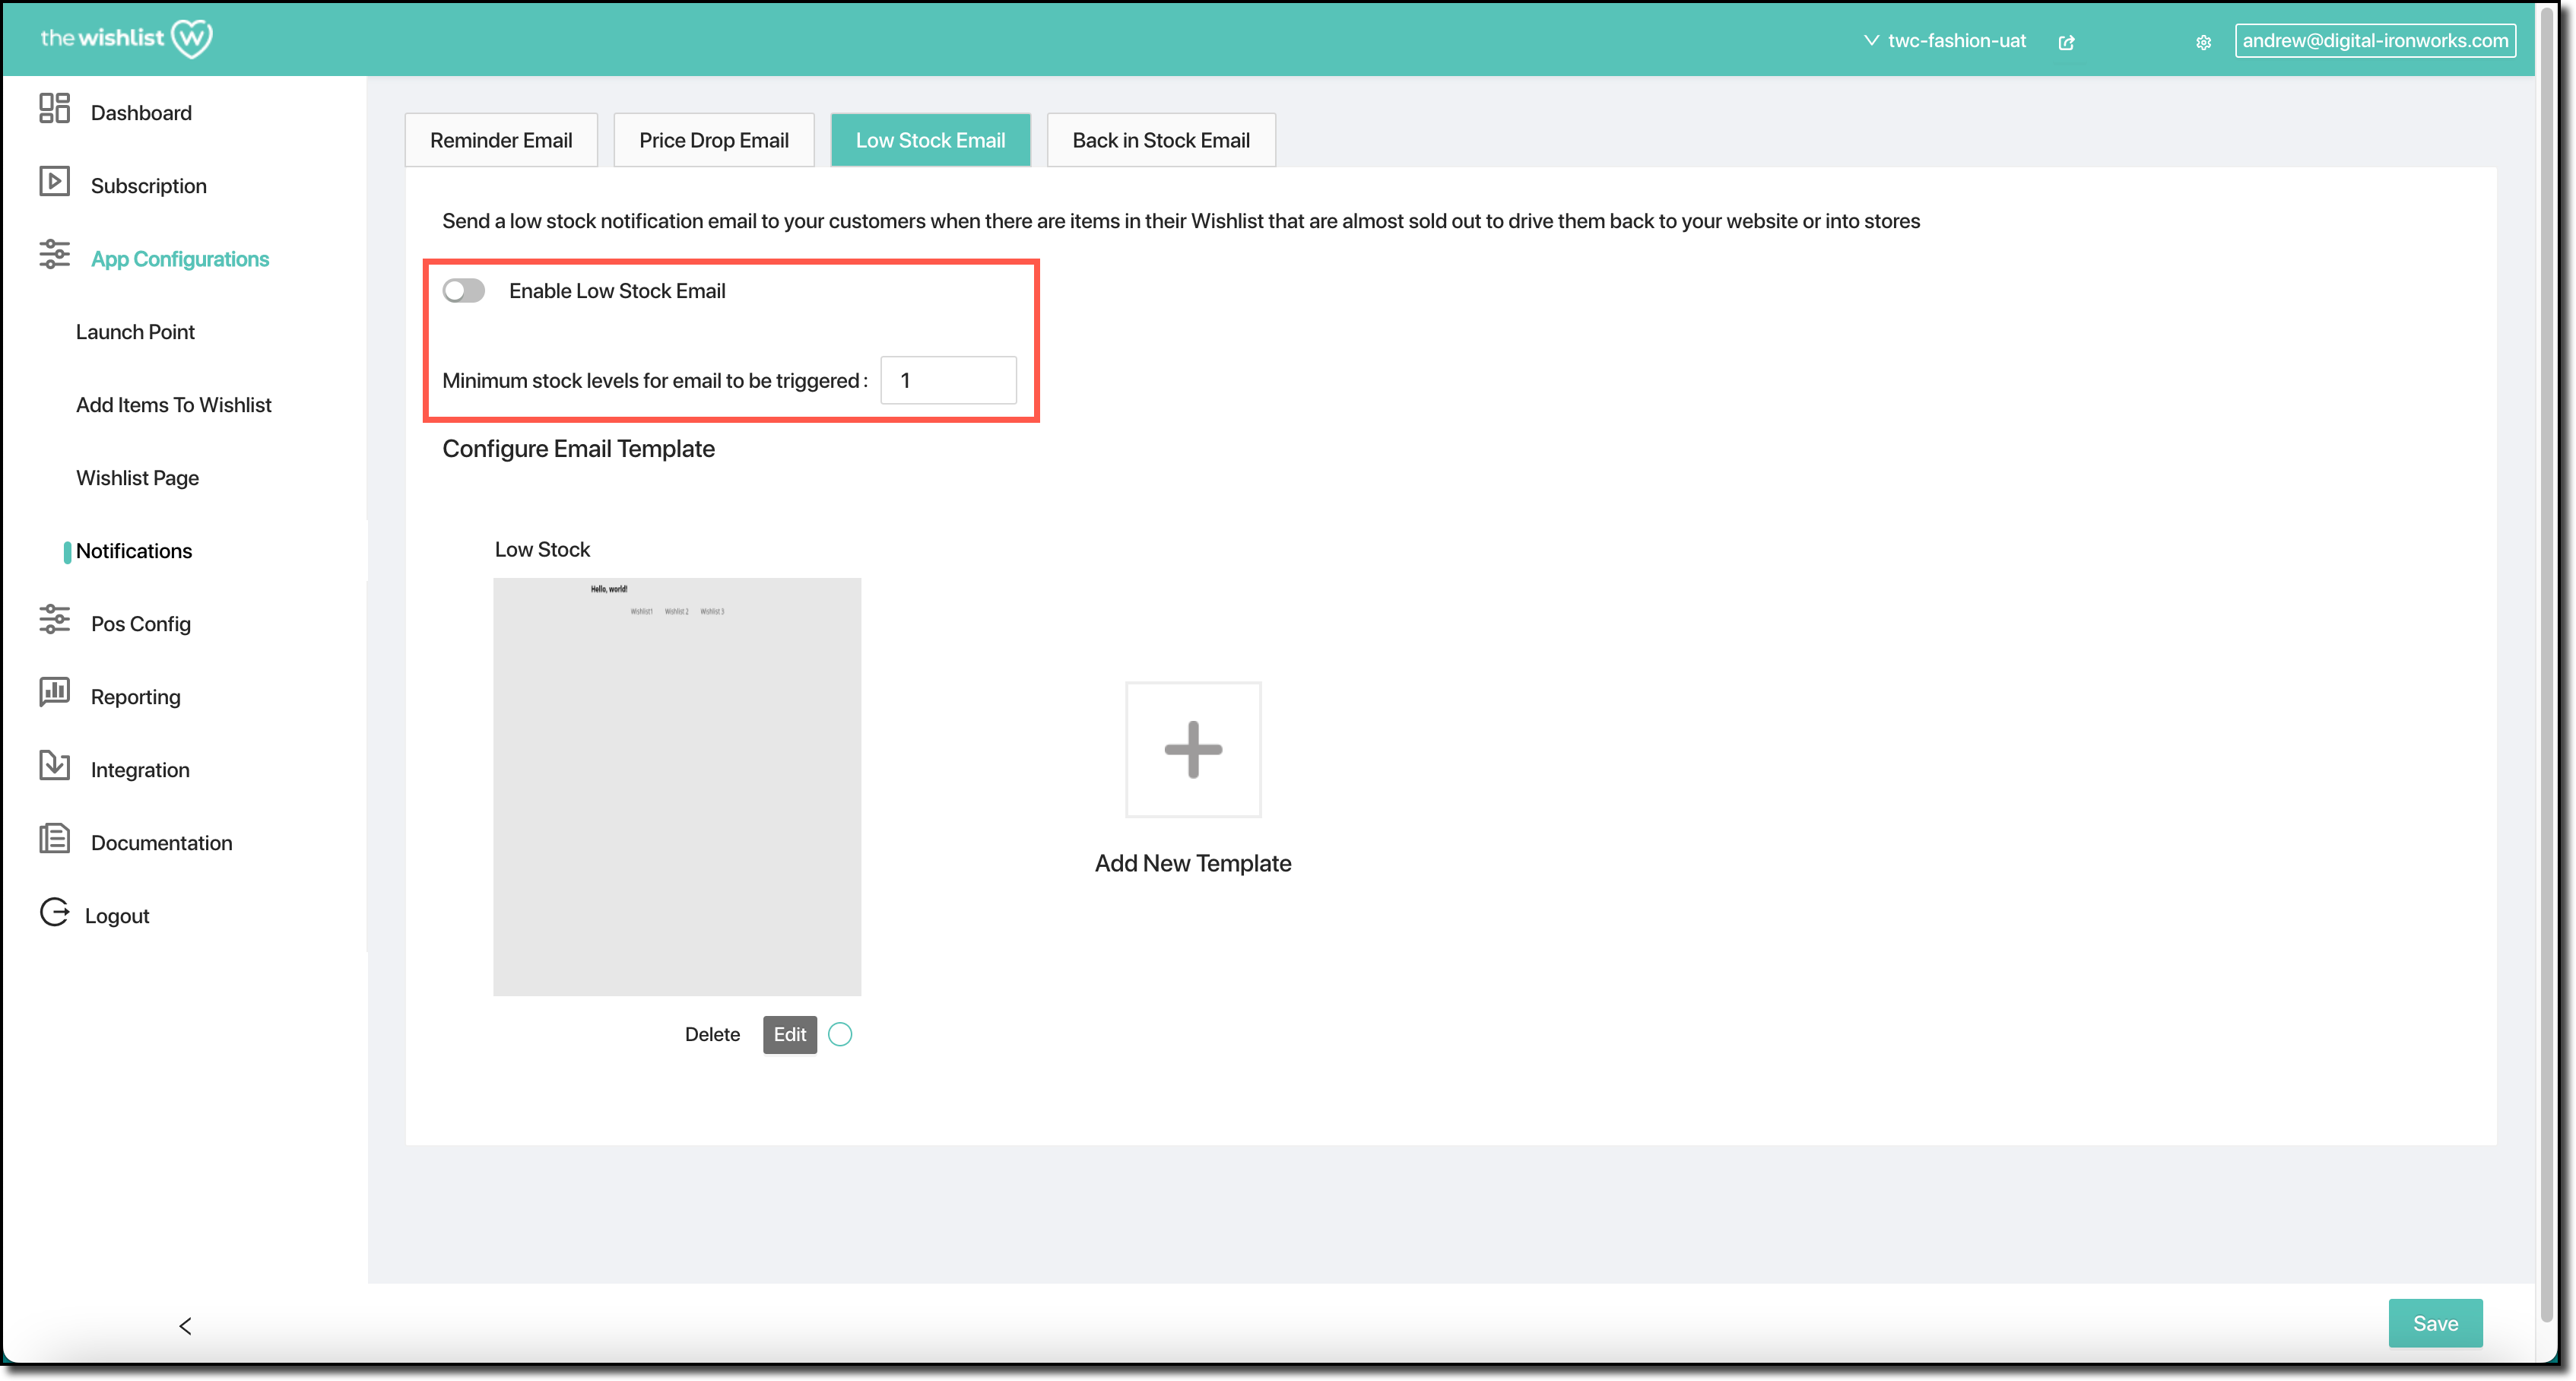 the wishlist W
twc-fashion-uat
andrew@digital-ironworks.com
Dashboard
Subscription
App Configurations
Launch Point
Add Items To Wishlist
Wishlist Page
Notifications
Pos Config
Reporting
Integration
Documentation
Logout
Reminder Email
Price Drop Email
Low Stock Email
Back in Stock Email
Send a low stock notification email to your customers when there are items in their Wishlist that are almost sold out to drive them back to your website or into stores
Enable Low Stock Email
Minimum stock levels for email to be triggered : 1
Configure Email Template
Low Stock
Hello, world!
Wishlist1 Wishlist 2 Wishlist 3
Add New Template
Delete Edit
Save